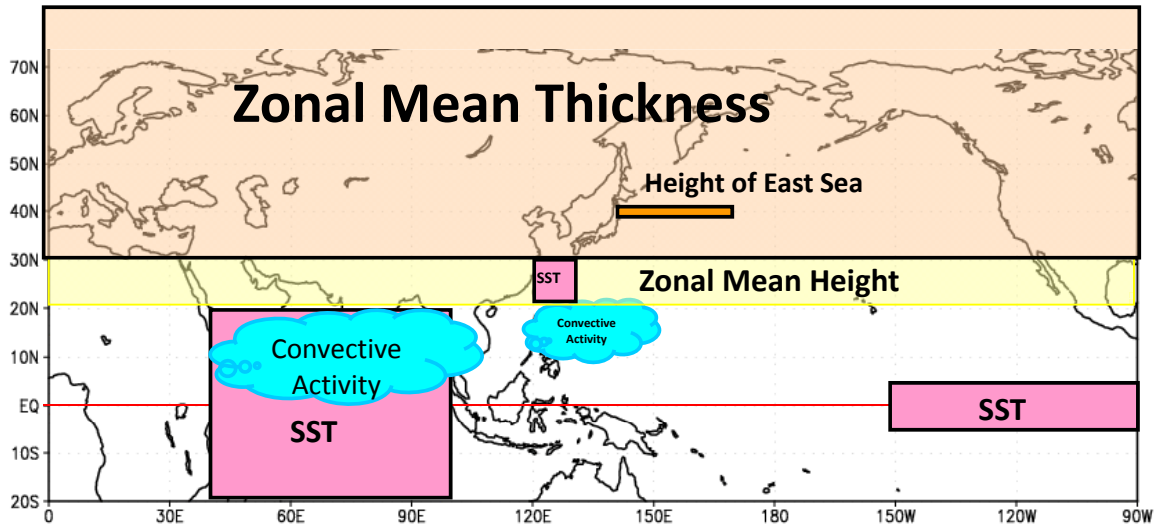 70N
Zonal Mean Thickness
60N
50N
Height of East Sea
40N
30N
SST
Zonal Mean Height
20N
Convective
Activity
Convective
Activity
10N
EQ
SST
SST
10S
20S
0
30E
60E
90E
120E
150E
180
150W
120W
90W